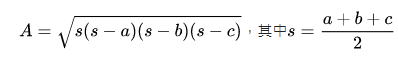 A = √(s(s − a)(s − b)(s − c)) , 其中s = (a + b + c)/2